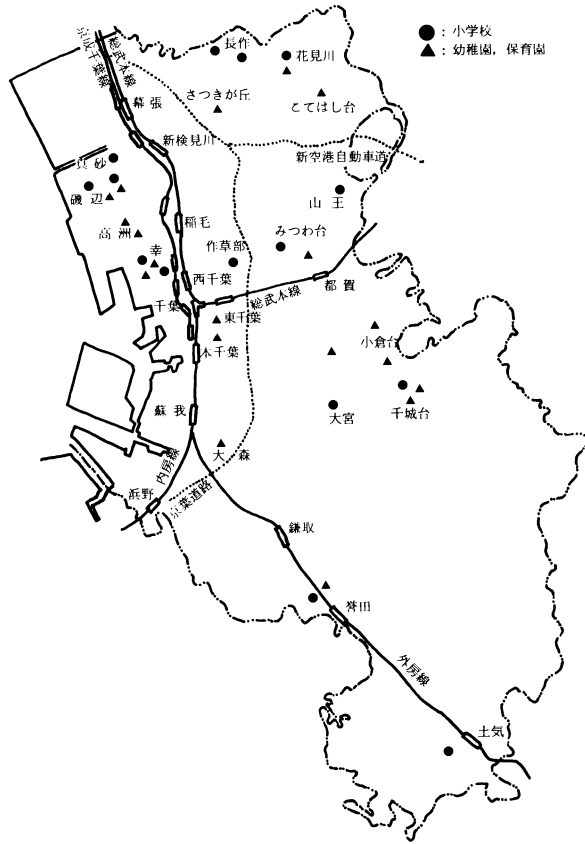 ●：小学校
▲：幼稚園，保育園
総武本線
京成千葉線
長作
花見川
幕張
さつきが丘
こてはし台
新検見川
新空港自動車道
真砂
磯辺
山王
稲毛
高洲
作草部
みつわ台
幸
西千葉
都賀
総武本線
千葉
東千葉
小倉台
本千葉
千城台
蘇我
大宮
大森
内房線
浜野
京葉道路
鎌取
誉田
外房線
土気